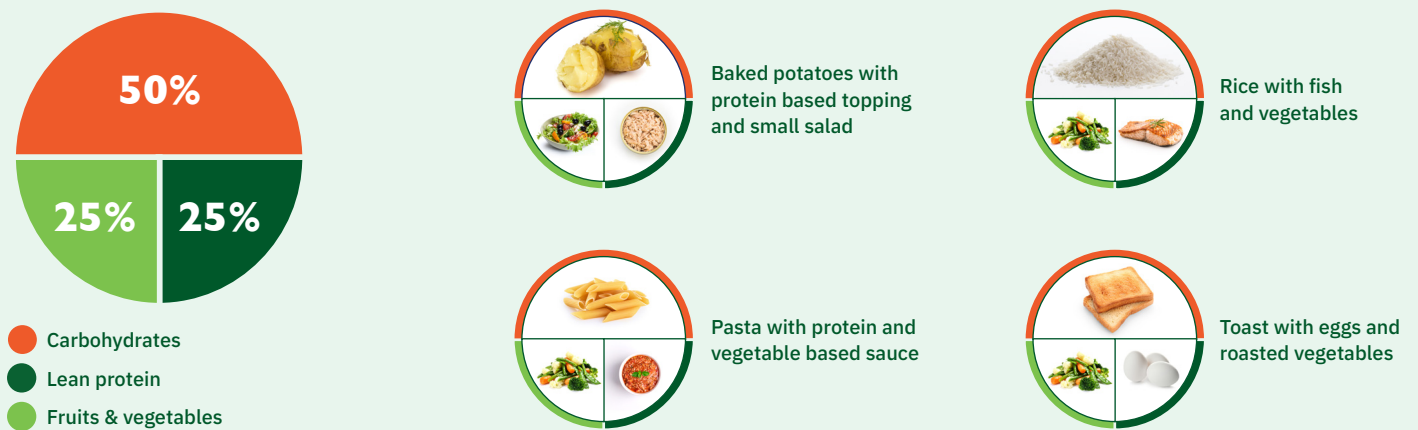 50%
25%
25%
Carbohydrates
Lean protein
Fruits & vegetables
Baked potatoes with
protein based topping
and small salad
Rice with fish
and vegetables
Pasta with protein and
vegetable based sauce
Toast with eggs and
roasted vegetables